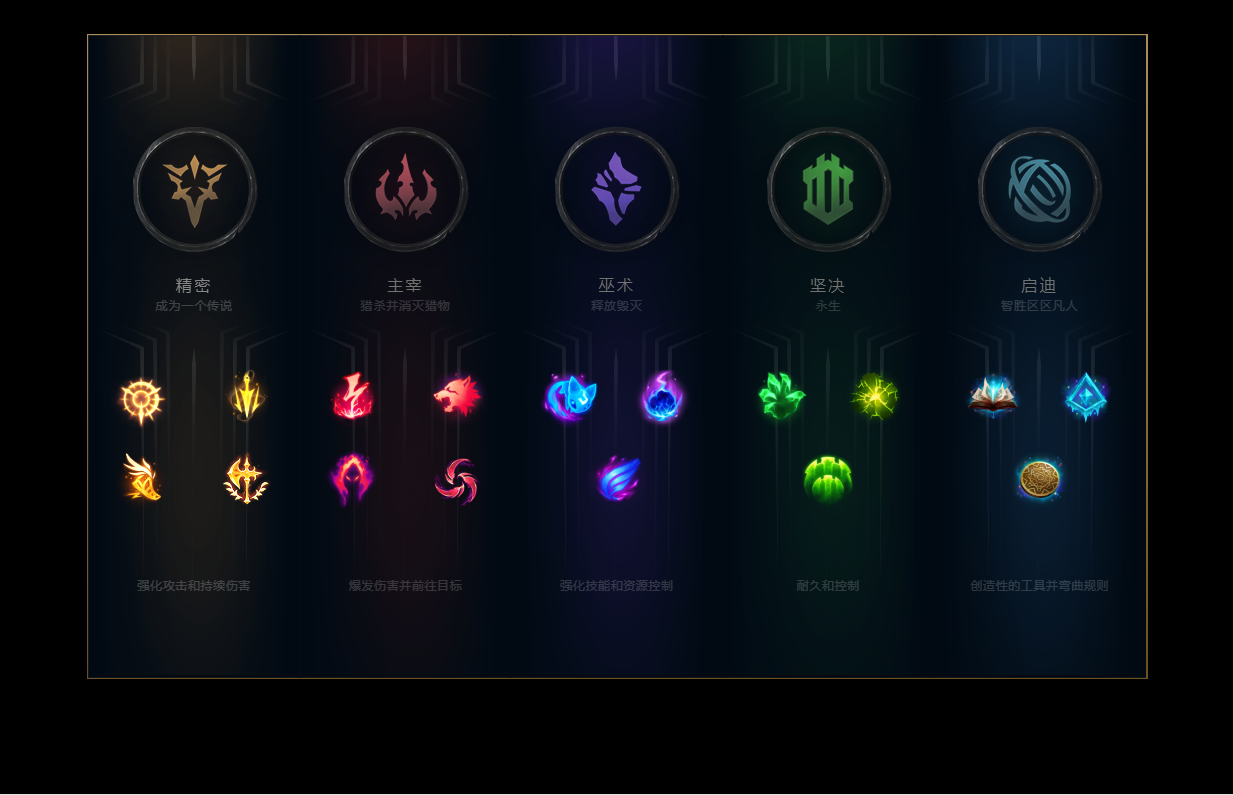 精密
成为一个传说
主宰
猎杀并消灭猎物
巫术
释放毁灭
坚决
永生
启迪
智胜区区凡人
强化攻击和持续伤害
爆发伤害并前往目标
强化技能和资源控制
耐久和控制
创造性的工具并弯曲规则